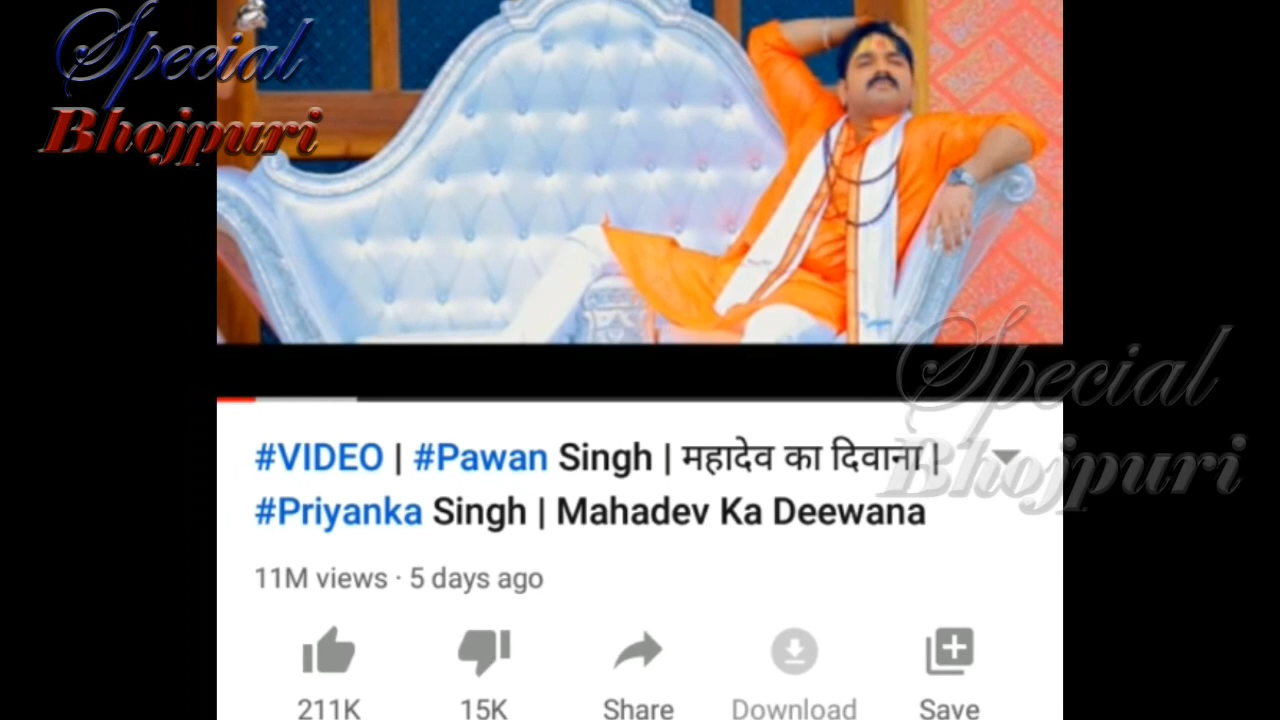 Special
Bhojpuri
Special
Bhojpuri
#VIDEO | #Pawan Singh | महादेव का दिवाना |
#Priyanka Singh | Mahadev Ka Deewana
11M views · 5 days ago
211K 15K Share Download Save